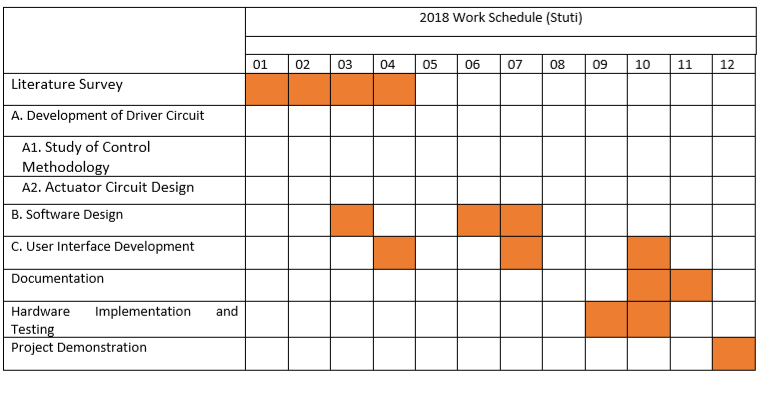 2018 Work Schedule (Stuti)
01 02 03 04 05 06 07 08 09 10 11 12
Literature Survey
A. Development of Driver Circuit
A1. Study of Control
Methodology
A2. Actuator Circuit Design
B. Software Design
C. User Interface Development
Documentation
Hardware Implementation and
Testing
Project Demonstration